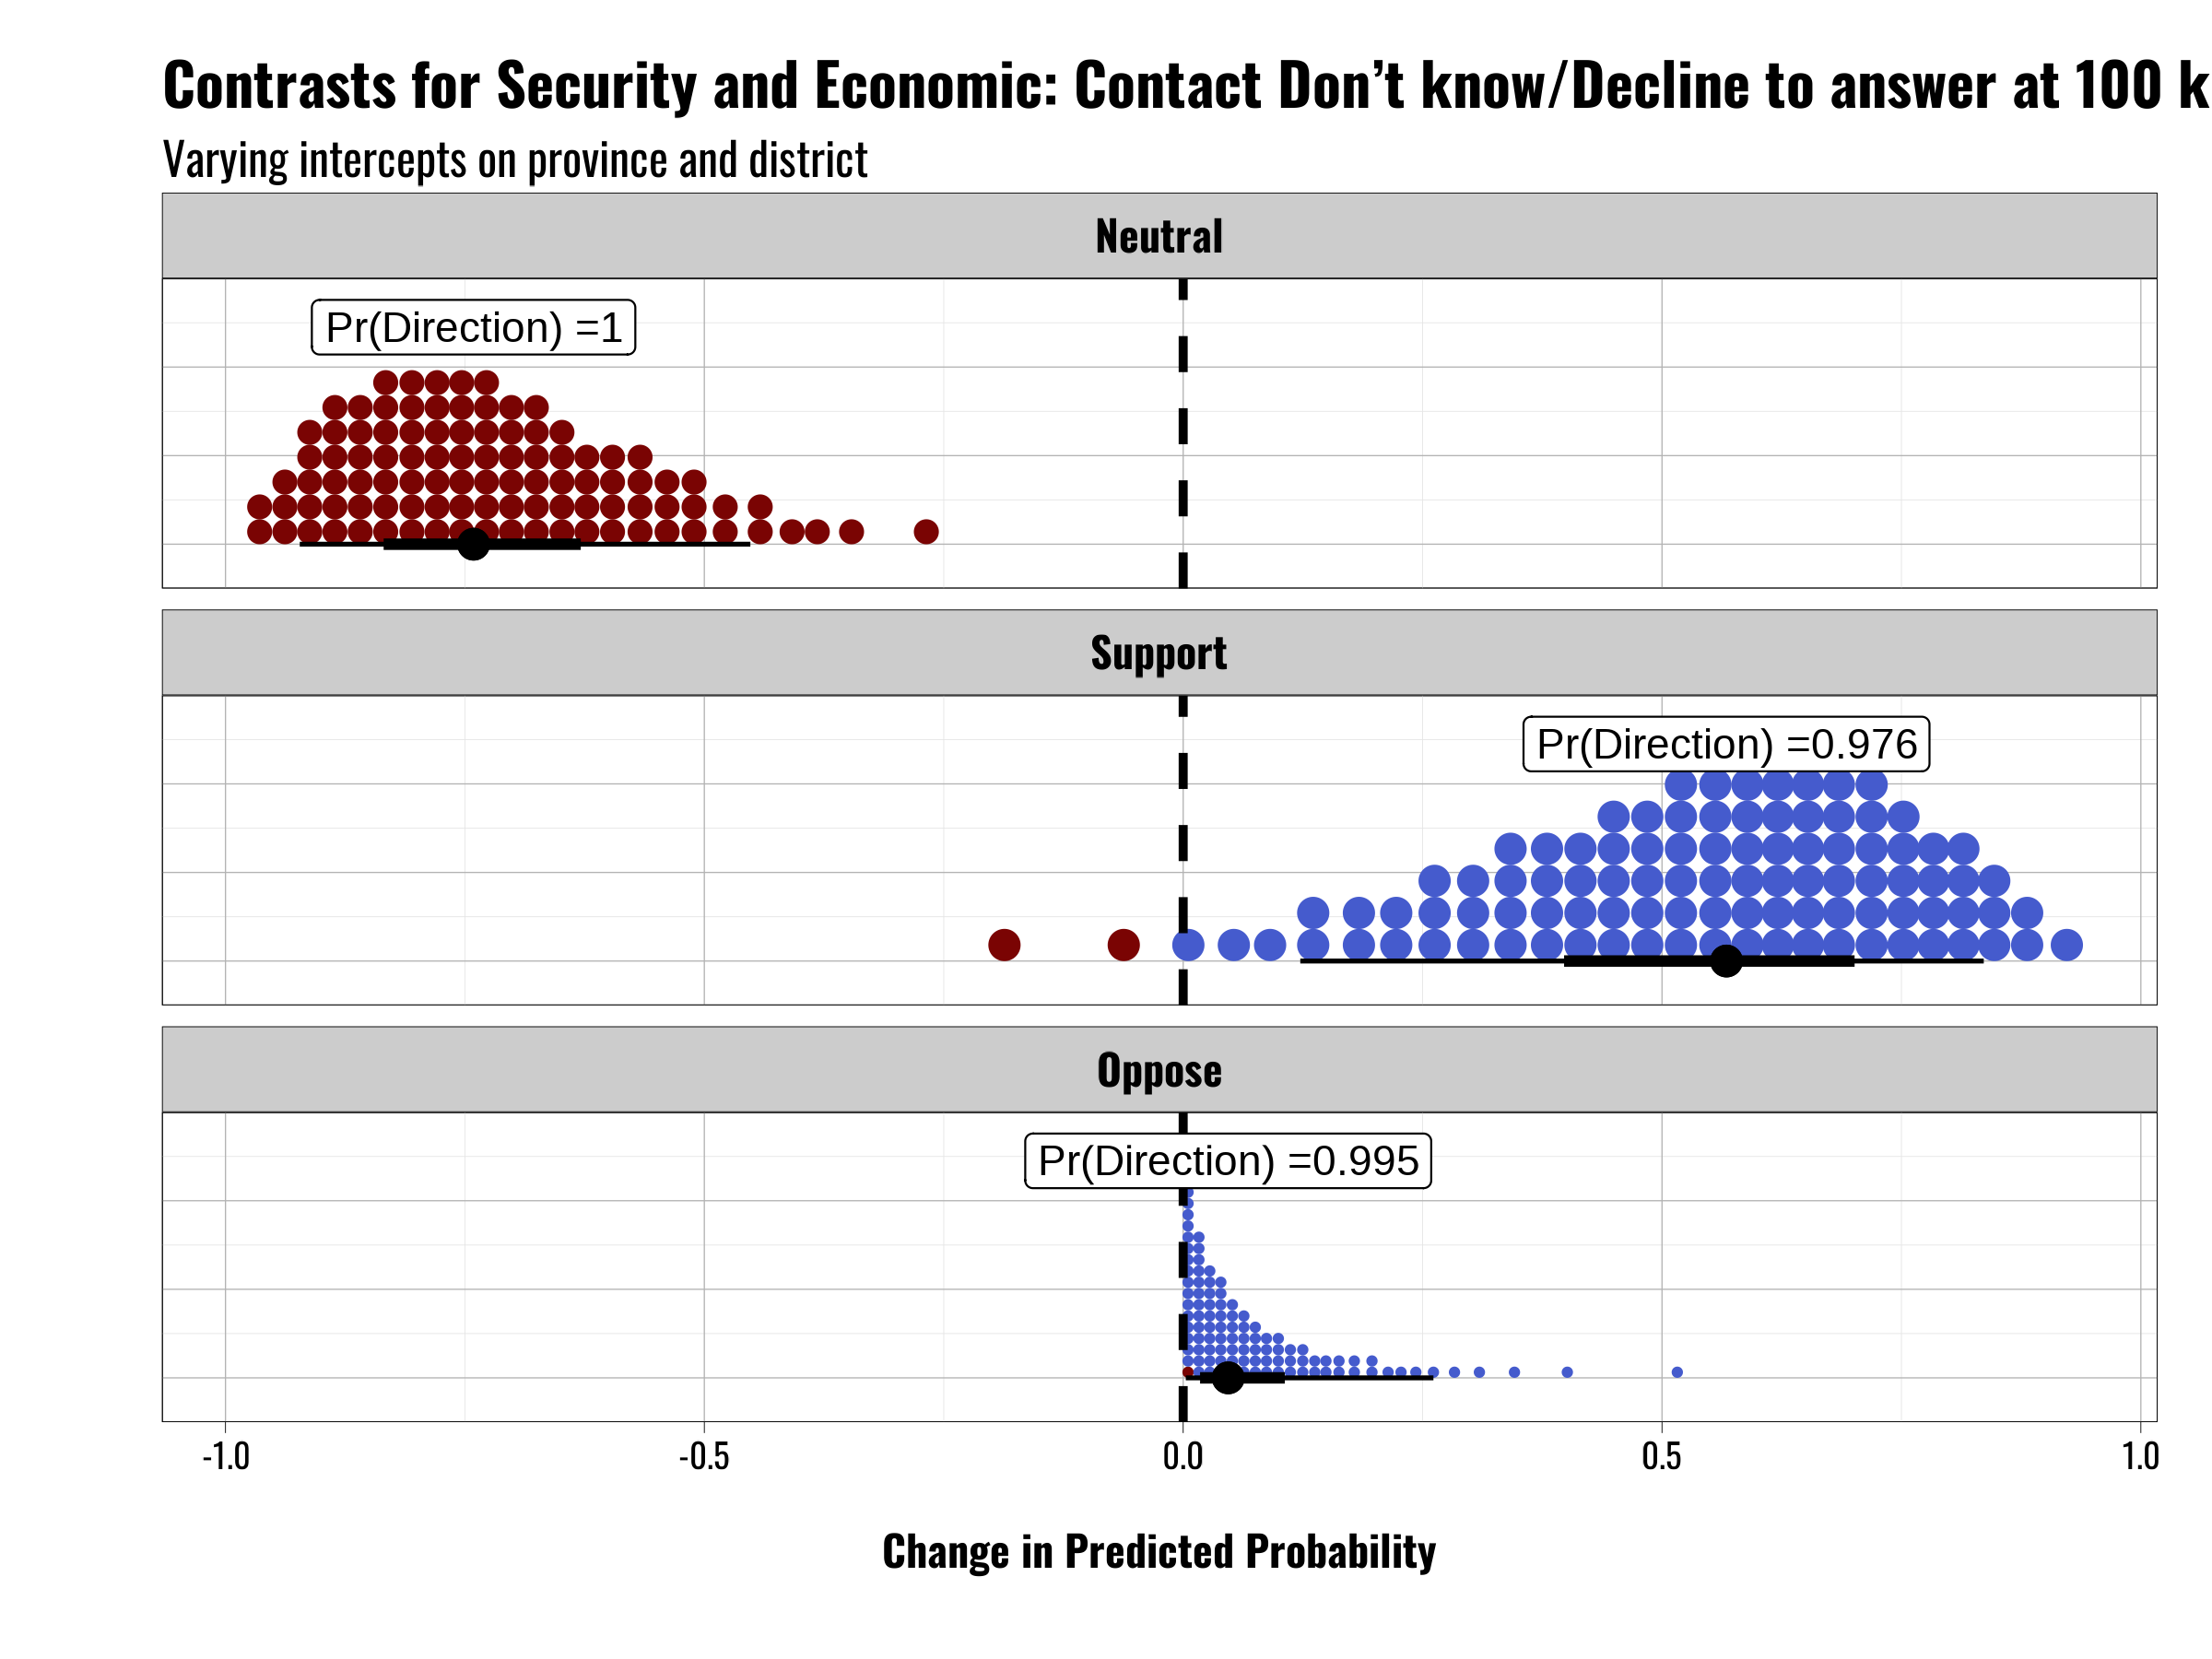 Contrasts for Security and Economic: Contact Don’t know/Decline to answer at 100 k
Varying intercepts on province and district
Neutral
Pr(Direction) =1
Support
Pr(Direction) =0.976
Oppose
Pr(Direction) =0.995
-1.0 -0.5 0.0 0.5 1.0
Change in Predicted Probability